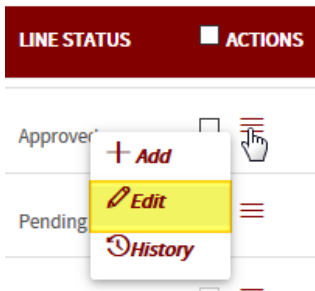 LINE STATUS ACTIONS
Approved
Add
Edit
Pending
History